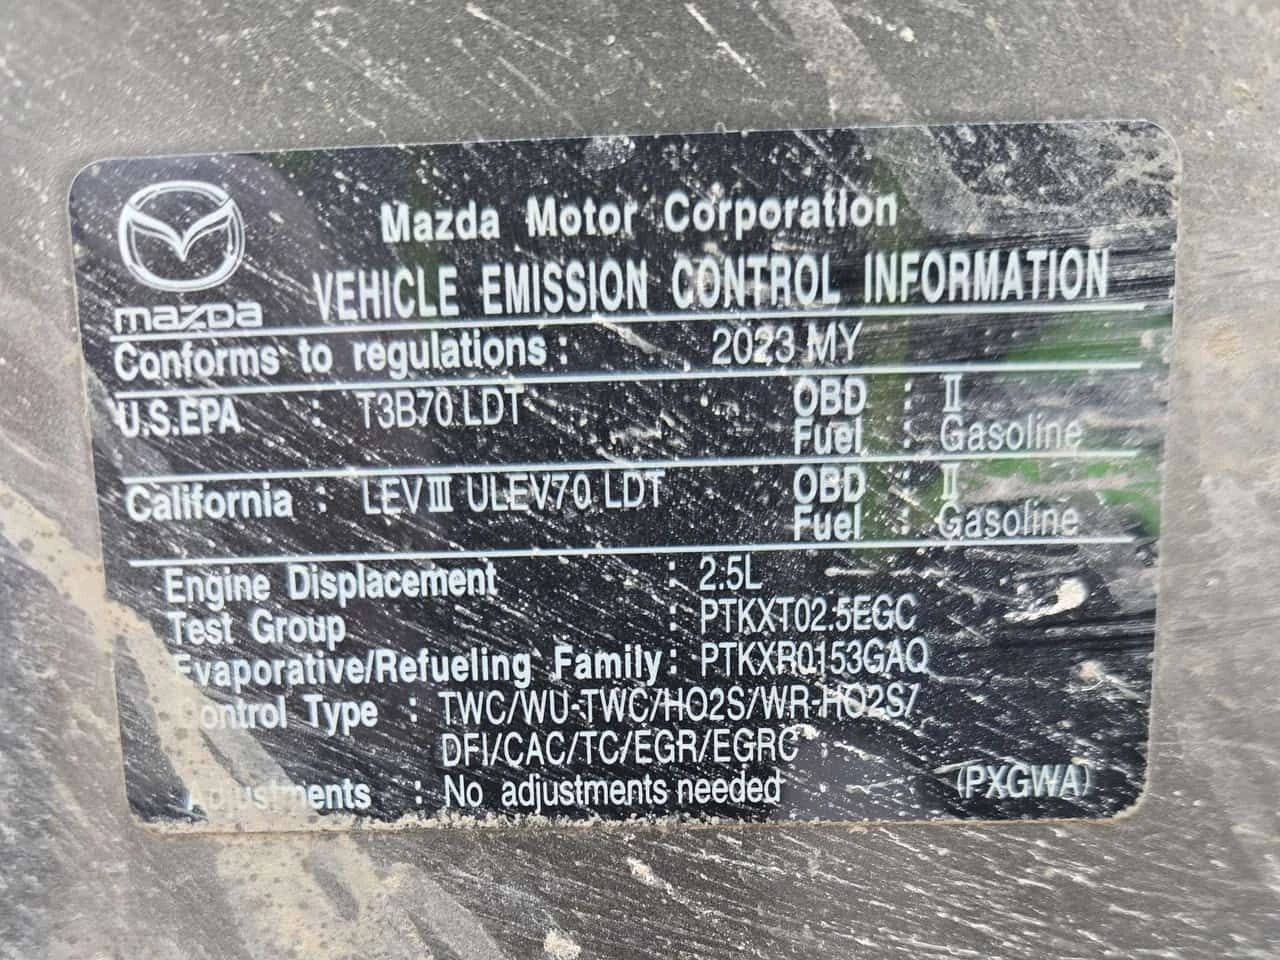 Mazda Motor Corporation
mazda VEHICLE EMISSION CONTROL INFORMATION
Conforms to regulations : 2023 MY
U.S.EPA : T3B70 LDT OBD : II
Fuel : Gasoline
California : LEVIII ULEV70 LDT OBD : II
Fuel : Gasoline
Engine Displacement : 2.5L
Test Group : PTKXT02.5EGC
Evaporative/Refueling Family : PTKXR0153GAQ
Control Type : TWC/WU-TWC/HO2S/WR-HO2S/
DFI/CAC/TC/EGR/EGRC
Adjustments : No adjustments needed (PXGWA)